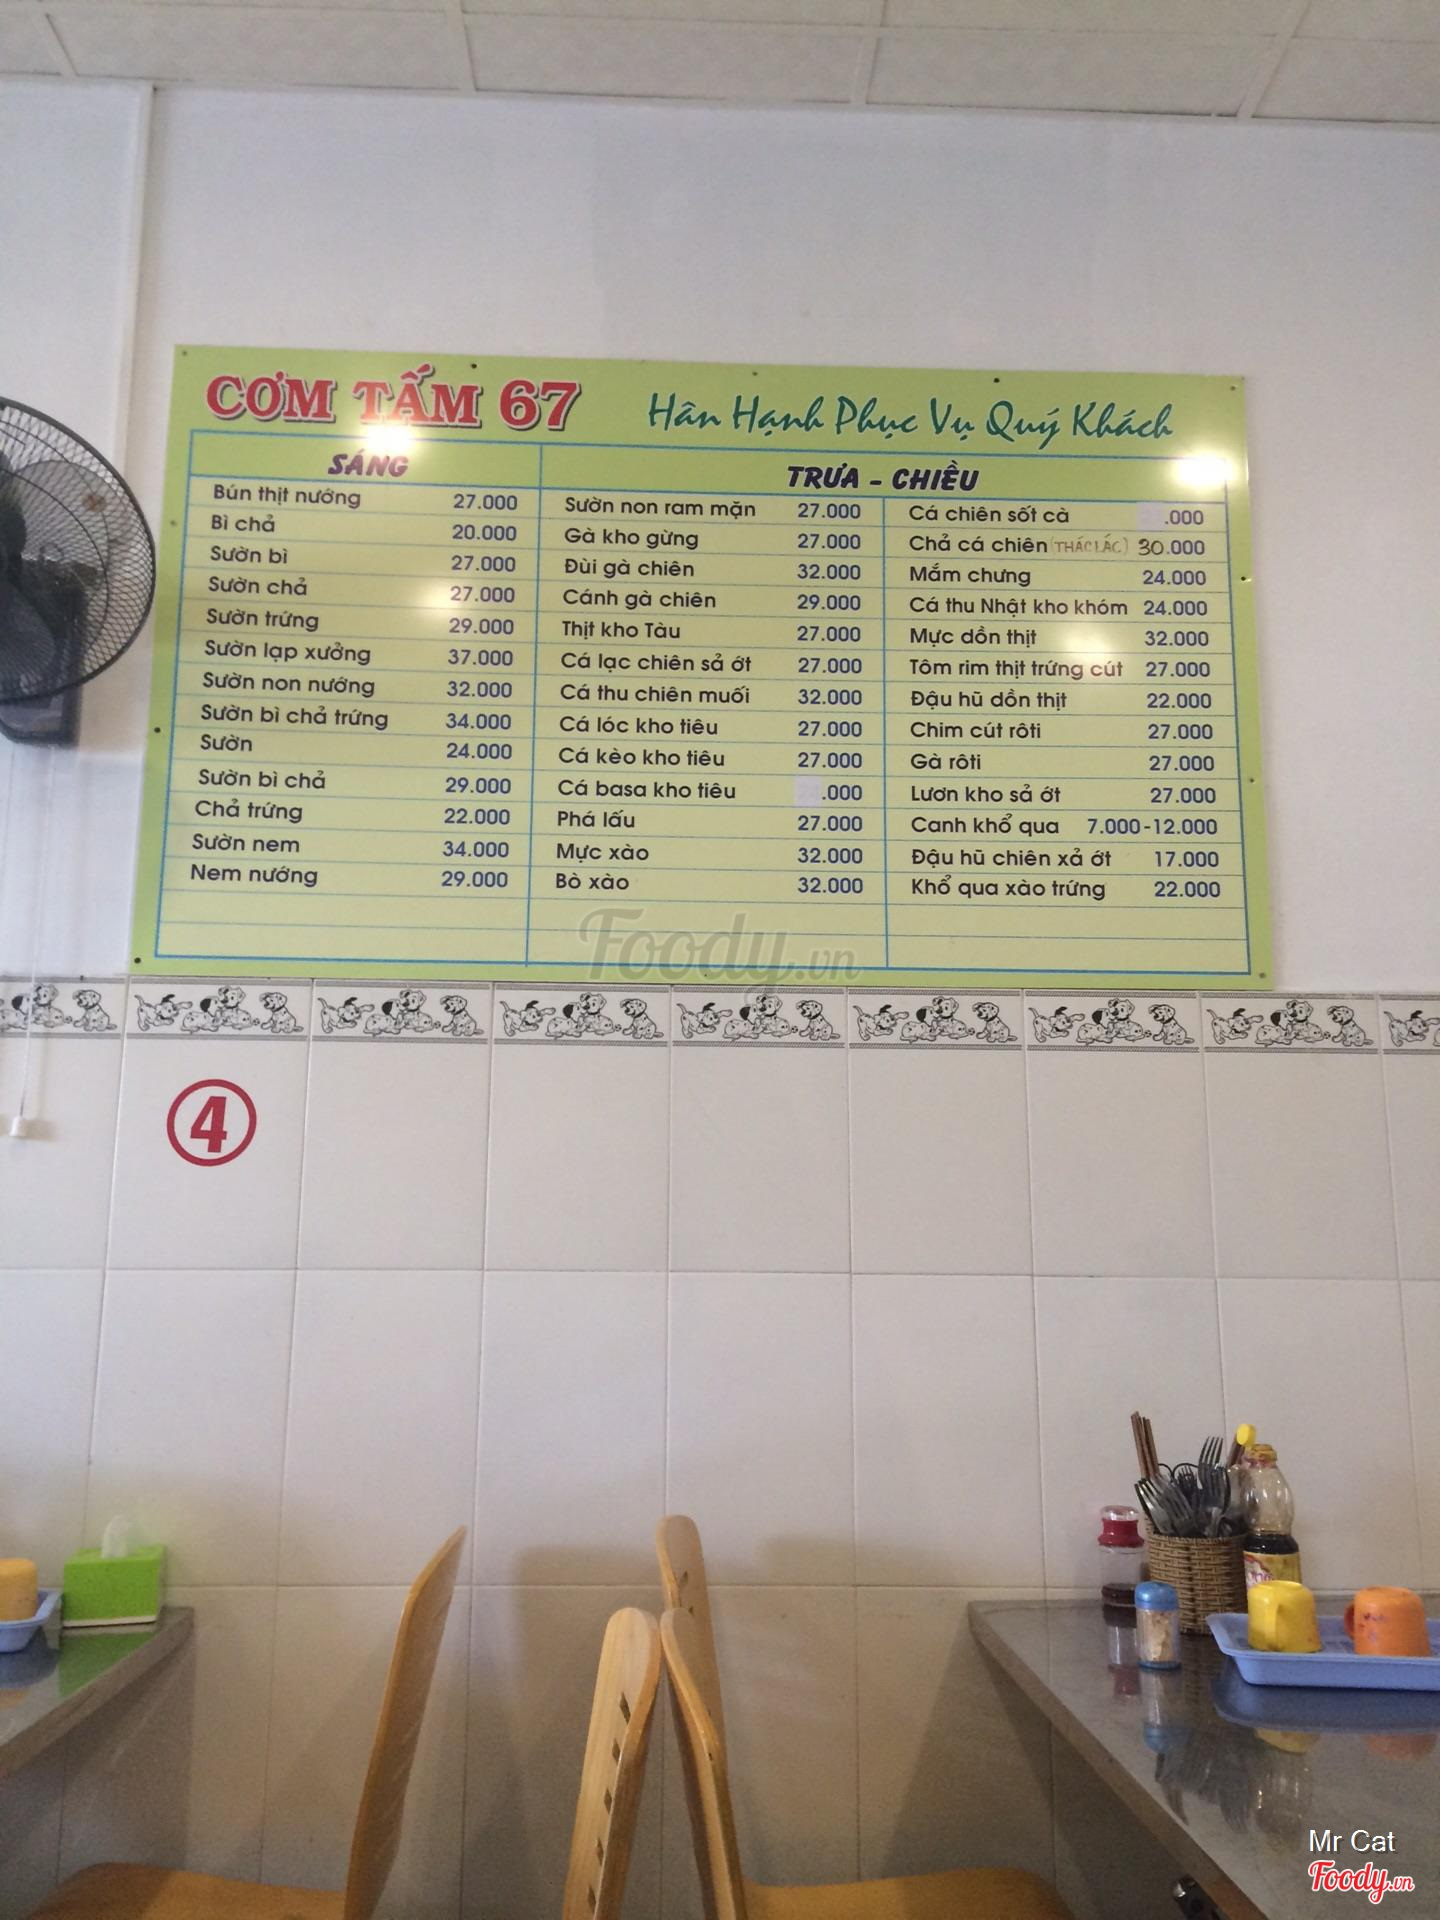 CƠM TẤM 67
Hân Hạnh Phục Vụ Quý Khách
SÁNG
Bún thịt nướng 27.000
Bì chả 20.000
Sườn bì 27.000
Sườn chả 27.000
Sườn trứng 29.000
Sườn lạp xưởng 37.000
Sườn non nướng 32.000
Sườn bì chả trứng 34.000
Sườn 24.000
Sườn bì chả 29.000
Chả trứng 22.000
Sườn nem 34.000
Nem nướng 29.000
TRƯA - CHIỀU
Sườn non ram mặn 27.000
Gà kho gừng 27.000
Đùi gà chiên 32.000
Cánh gà chiên 29.000
Thịt kho Tàu 27.000
Cá lạc chiên sả ớt 27.000
Cá thu chiên muối 32.000
Cá lóc kho tiêu 27.000
Cá kèo kho tiêu 27.000
Cá basa kho tiêu .000
Phá lấu 27.000
Mực xào 32.000
Bò xào 32.000
Cá chiên sốt cà .000
Chả cá chiên (THÁC LÁC) 30.000
Mắm chưng 24.000
Cá thu Nhật kho khóm 24.000
Mực dồn thịt 32.000
Tôm rim thịt trứng cút 27.000
Đậu hũ dồn thịt 22.000
Chim cút rôti 27.000
Gà rôti 27.000
Lươn kho sả ớt 27.000
Canh khổ qua 7.000-12.000
Đậu hũ chiên xả ớt 17.000
Khổ qua xào trứng 22.000
Foody.vn
4
Mr Cat
Foody.vn